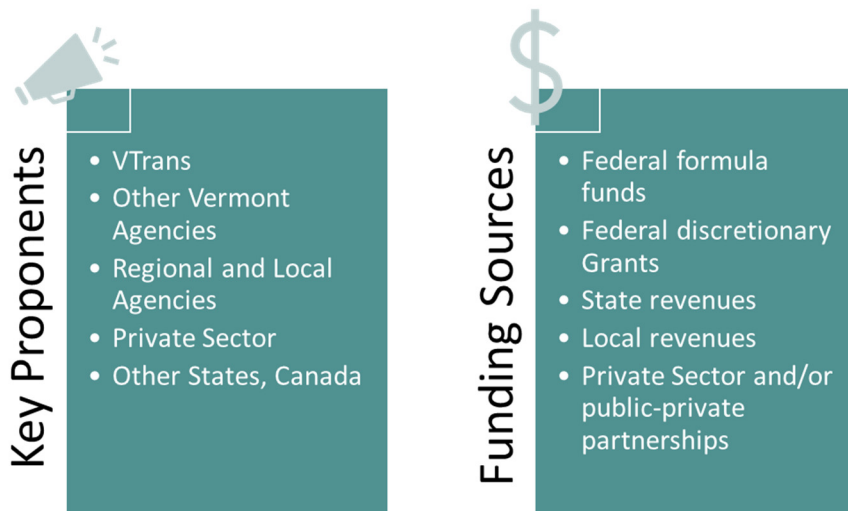 Key Proponents
• VTrans
• Other Vermont
Agencies
• Regional and Local
Agencies
• Private Sector
• Other States, Canada
$
Funding Sources
• Federal formula
funds
• Federal discretionary
Grants
• State revenues
• Local revenues
• Private Sector and/or
public-private
partnerships